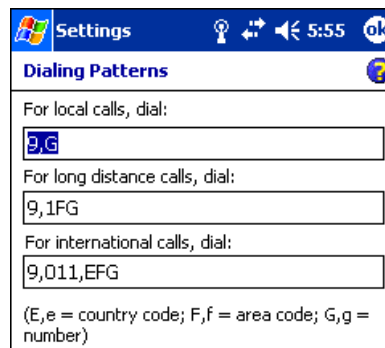 Settings 5:55 ok
Dialing Patterns ?
For local calls, dial:
9,G
For long distance calls, dial:
9,1FG
For international calls, dial:
9,011,EFG
(E,e = country code; F,f = area code; G,g =
number)